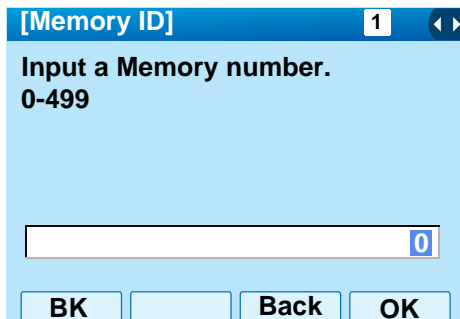 [Memory ID] 1
Input a Memory number.
0-499
0
BK Back OK